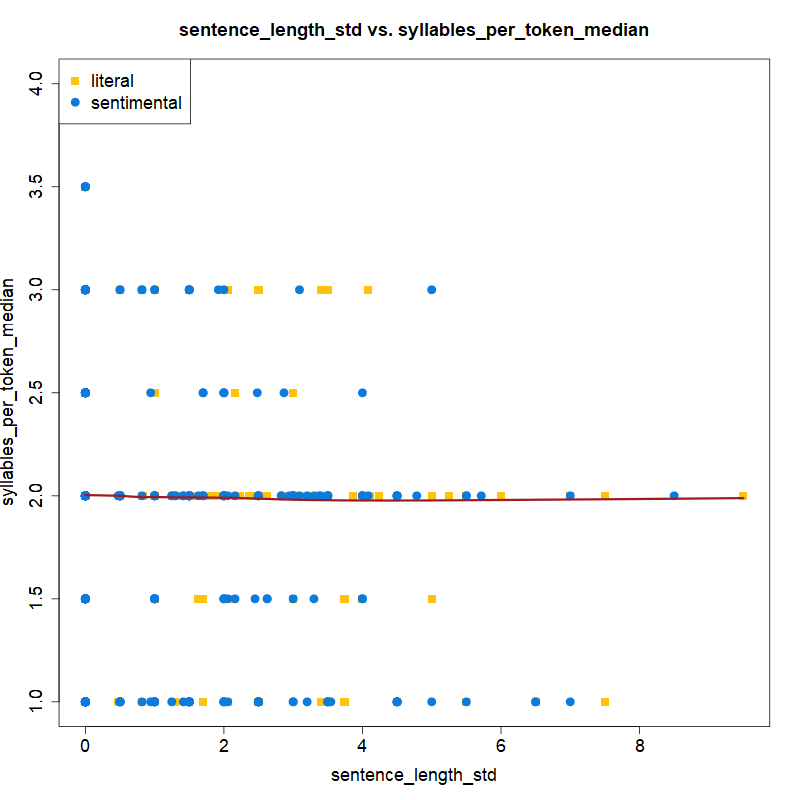 sentence_length_std vs. syllables_per_token_median
literal
sentimental
syllables_per_token_median
4.0
3.5
3.0
2.5
2.0
1.5
1.0
0 2 4 6 8
sentence_length_std